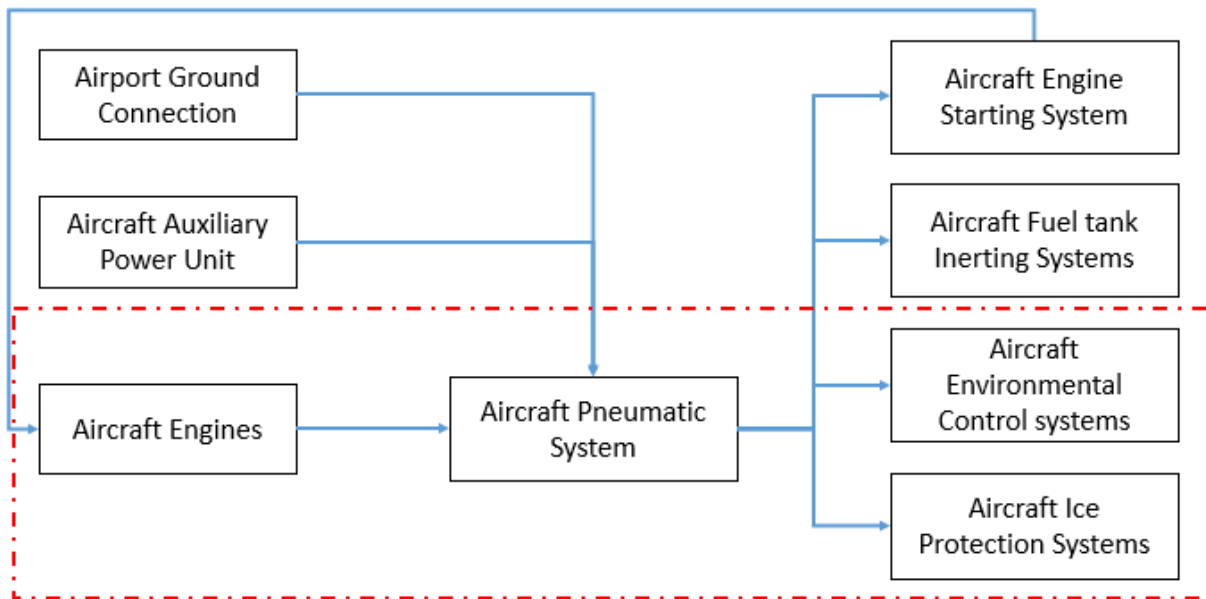 Airport Ground
Connection
Aircraft Auxiliary
Power Unit
Aircraft Engines
Aircraft Pneumatic
System
Aircraft Engine
Starting System
Aircraft Fuel tank
Inerting Systems
Aircraft
Environmental
Control systems
Aircraft Ice
Protection Systems